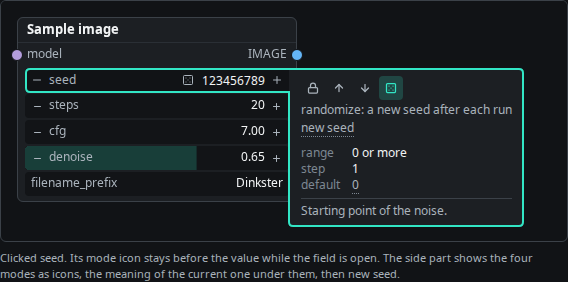 Sample image
model IMAGE
− seed 123456789 +
− steps 20 +
− cfg 7.00 +
− denoise 0.65 +
filename_prefix Dinkster
randomize: a new seed after each run
new seed
range 0 or more
step 1
default 0
Starting point of the noise.
Clicked seed. Its mode icon stays before the value while the field is open. The side part shows the four
modes as icons, the meaning of the current one under them, then new seed.